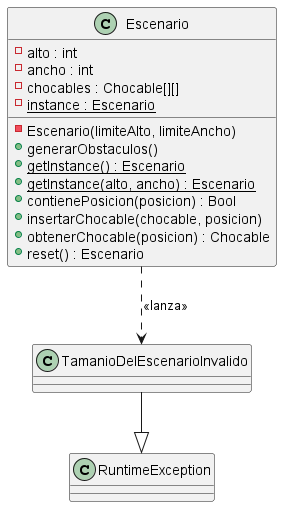 C Escenario
alto : int
ancho : int
chocables : Chocable[][]
instance : Escenario
Escenario(limiteAlto, limiteAncho)
generarObstaculos()
getInstance() : Escenario
getInstance(alto, ancho) : Escenario
contienePosicion(posicion) : Bool
insertarChocable(chocable, posicion)
obtenerChocable(posicion) : Chocable
reset() : Escenario
«lanza»
C TamanioDelEscenarioInvalido
C RuntimeException